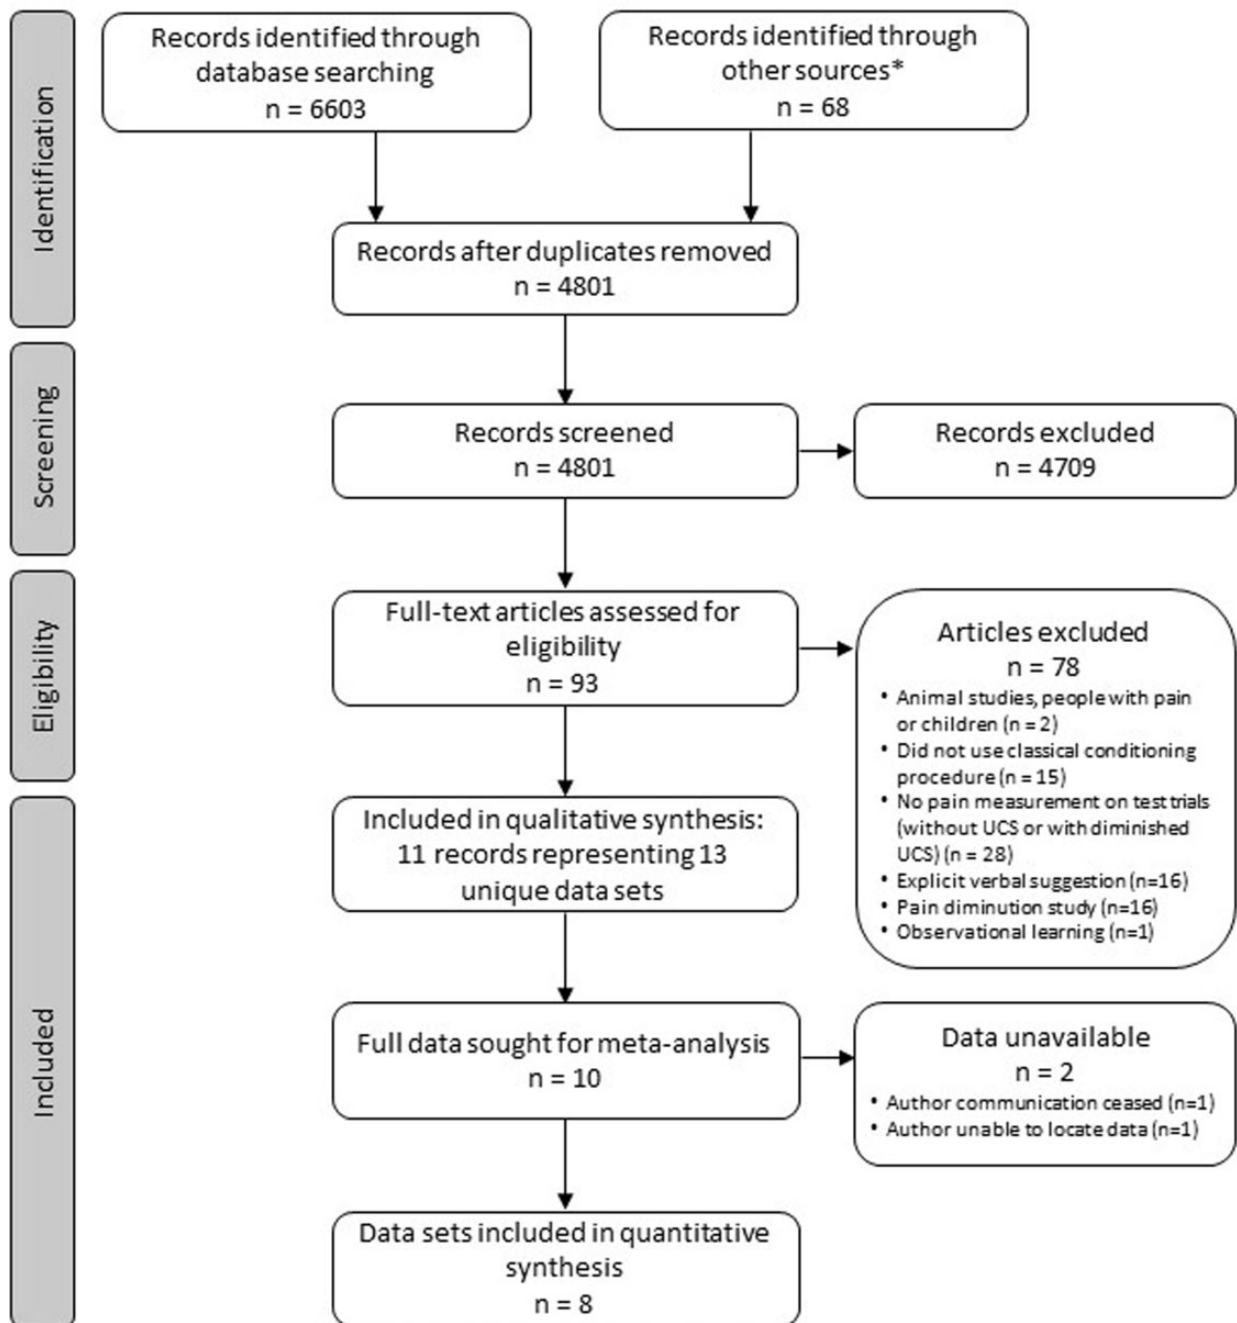 Identification
Records identified through
database searching
n = 6603
Records identified through
other sources*
n = 68
Records after duplicates removed
n = 4801
Screening
Records screened
n = 4801
Records excluded
n = 4709
Eligibility
Full-text articles assessed for
eligibility
n = 93
Articles excluded
n = 78
• Animal studies, people with pain
or children (n = 2)
• Did not use classical conditioning
procedure (n = 15)
• No pain measurement on test trials
(without UCS or with diminished
UCS) (n = 28)
• Explicit verbal suggestion (n=16)
• Pain diminution study (n=16)
• Observational learning (n=1)
Included
Included in qualitative synthesis:
11 records representing 13
unique data sets
Full data sought for meta-analysis
n = 10
Data unavailable
n = 2
• Author communication ceased (n=1)
• Author unable to locate data (n=1)
Data sets included in quantitative
synthesis
n = 8